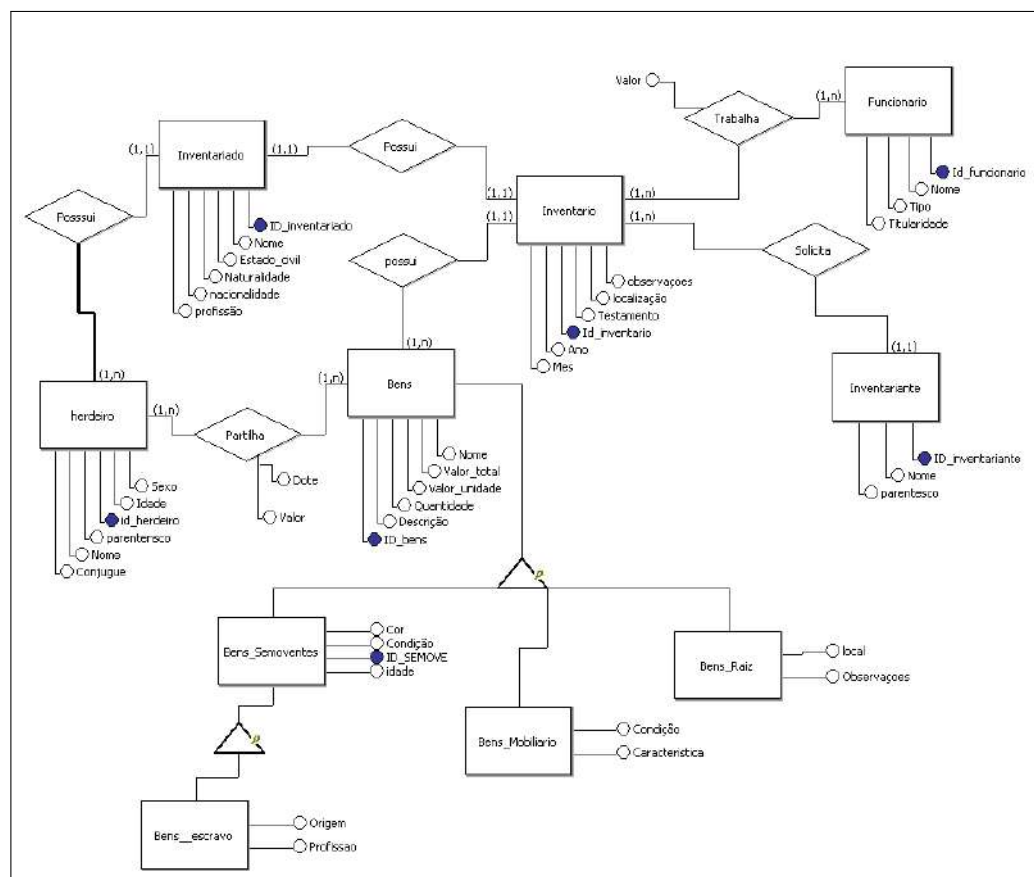 Valor
(1,n)
Funcionario
Trabalha
Id_funcionario
Nome
Tipo
Titularidade
(1,1)
Inventariado
(1,1)
Possui
ID_inventariado
Nome
Estado_civil
Naturalidade
nacionalidade
profissão
Posssui
(1,1)
(1,1)
Inventario
(1,n)
(1,n)
observaçoes
localização
Testamento
Id_inventario
Ano
Mes
possui
Solicita
(1,1)
Inventariante
ID_inventariante
Nome
parentesco
(1,n)
herdeiro
(1,n)
Partilha
(1,n)
(1,n)
Bens
Dote
Valor
Sexo
Idade
id_herdeiro
parentensco
Nome
Conjugue
Nome
Valor_total
Valor_unidade
Quantidade
Descrição
ID_bens
p
Bens_Semoventes
Cor
Condição
ID_SEMOVE
idade
Bens_Raiz
local
Observaçoes
Bens_Mobiliario
Condição
Caracteristica
p
Bens__escravo
Origem
Profissao